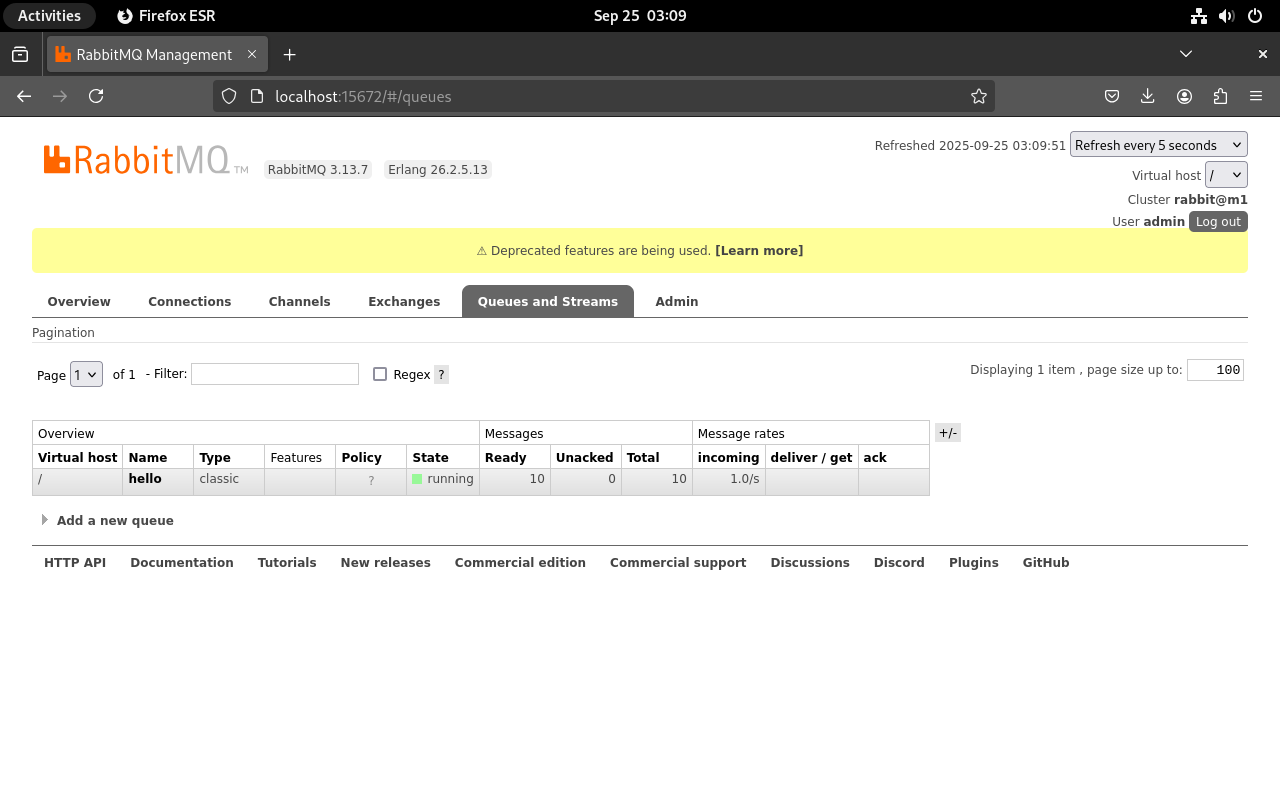 Activities Firefox ESR Sep 25 03:09
RabbitMQ Management
localhost:15672/#/queues
RabbitMQ TM RabbitMQ 3.13.7 Erlang 26.2.5.13
Refreshed 2025-09-25 03:09:51 Refresh every 5 seconds
Virtual host /
Cluster rabbit@m1
User admin Log out
⚠ Deprecated features are being used. [Learn more]
Overview Connections Channels Exchanges Queues and Streams Admin
Pagination
Page 1 of 1 - Filter: Regex ? Displaying 1 item , page size up to: 100
Overview Messages Message rates +/-
Virtual host Name Type Features Policy State Ready Unacked Total incoming deliver / get ack
/ hello classic ? running 10 0 10 1.0/s
Add a new queue
HTTP API Documentation Tutorials New releases Commercial edition Commercial support Discussions Discord Plugins GitHub